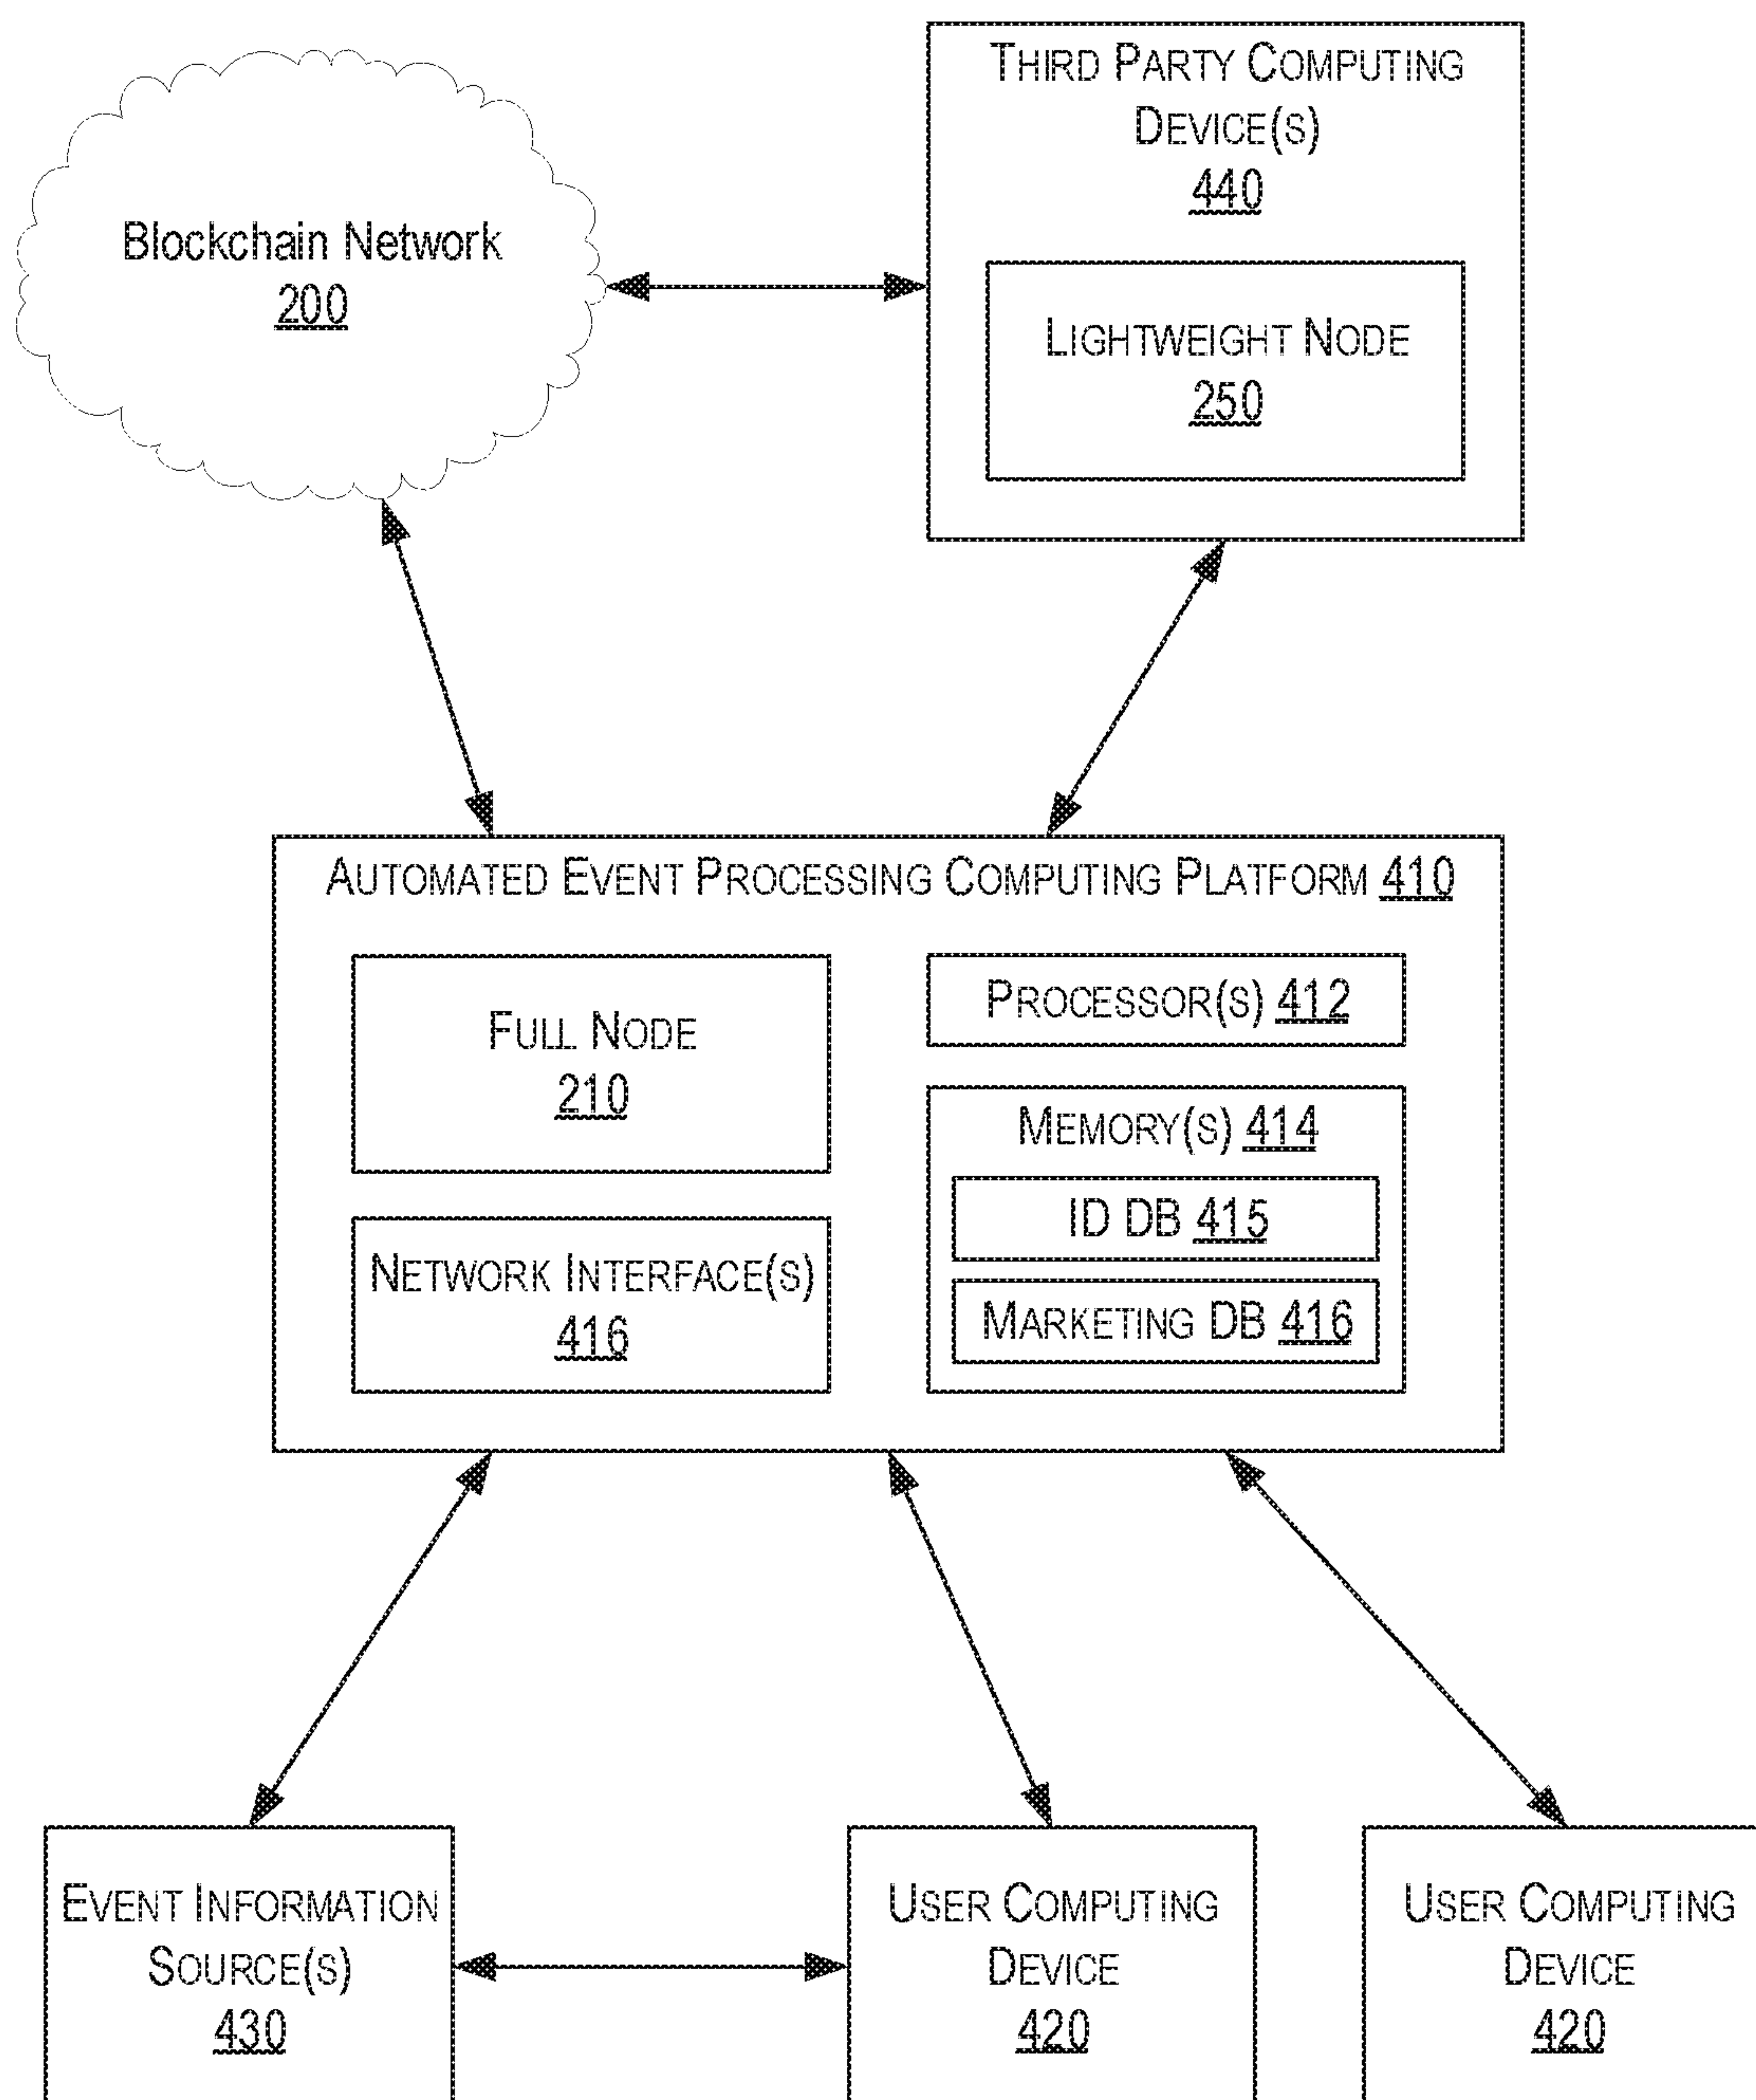 THIRD PARTY COMPUTING
DEVICE(S)
440
Blockchain Network
200
LIGHTWEIGHT NODE
250
AUTOMATED EVENT PROCESSING COMPUTING PLATFORM 410
FULL NODE
210
PROCESSOR(S) 412
MEMORY(S) 414
ID DB 415
MARKETING DB 416
NETWORK INTERFACE(S)
416
EVENT INFORMATION
SOURCE(S)
430
USER COMPUTING
DEVICE
420
USER COMPUTING
DEVICE
420